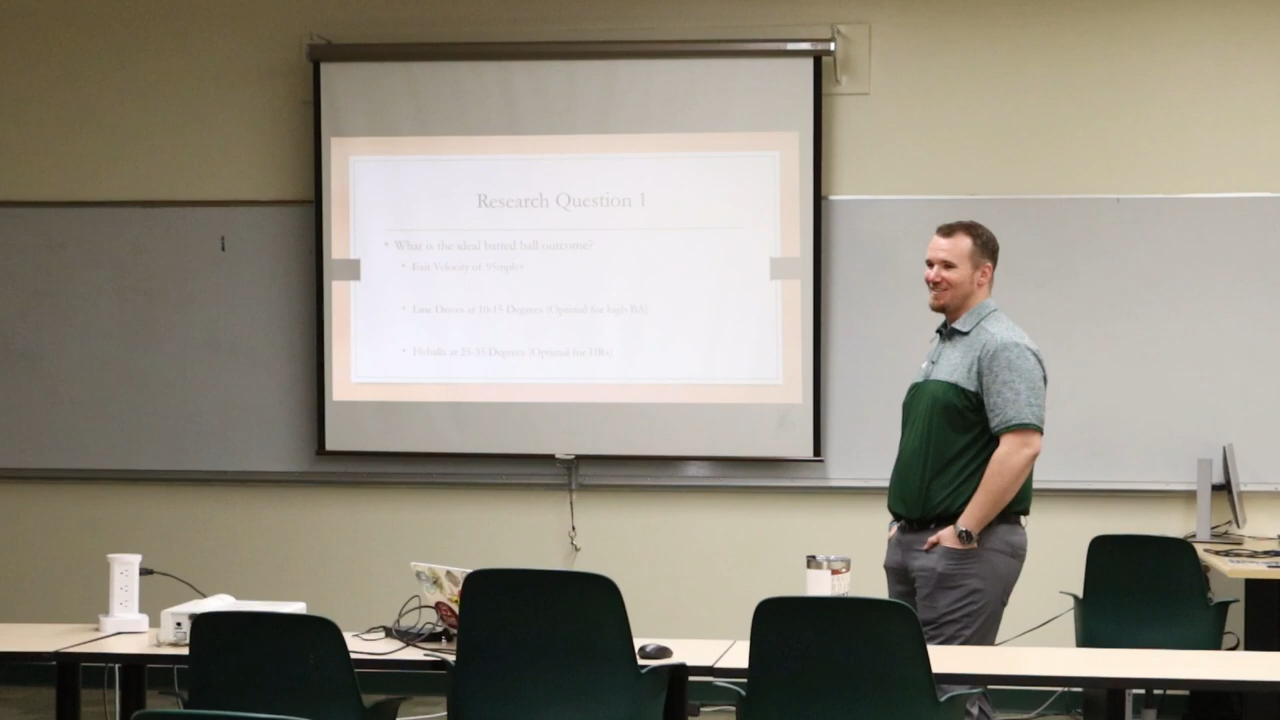 Research Question 1
• What is the ideal batted ball outcome?
• Exit Velocity of 95mph+
• Line Drives at 10-15 Degrees (Optimal for high BA)
• Flyballs at 25-35 Degrees (Optimal for HRs)